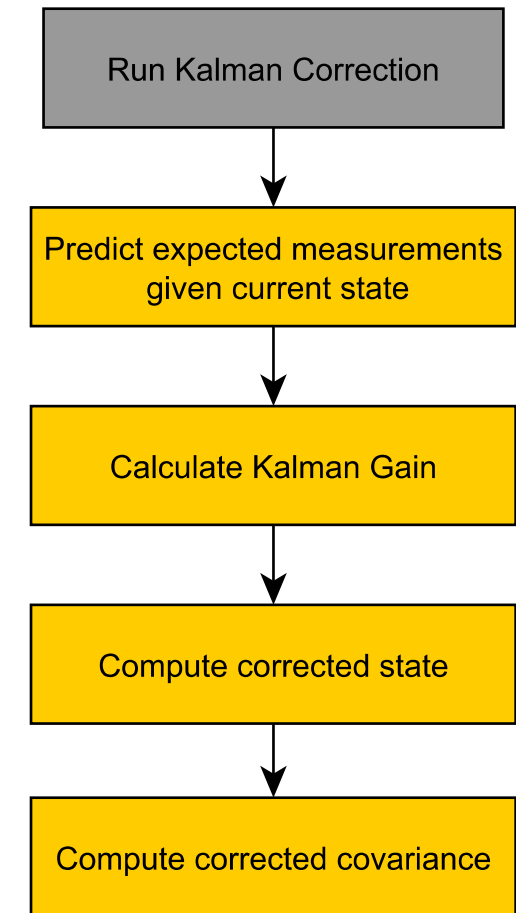 Run Kalman Correction
Predict expected measurements
given current state
Calculate Kalman Gain
Compute corrected state
Compute corrected covariance